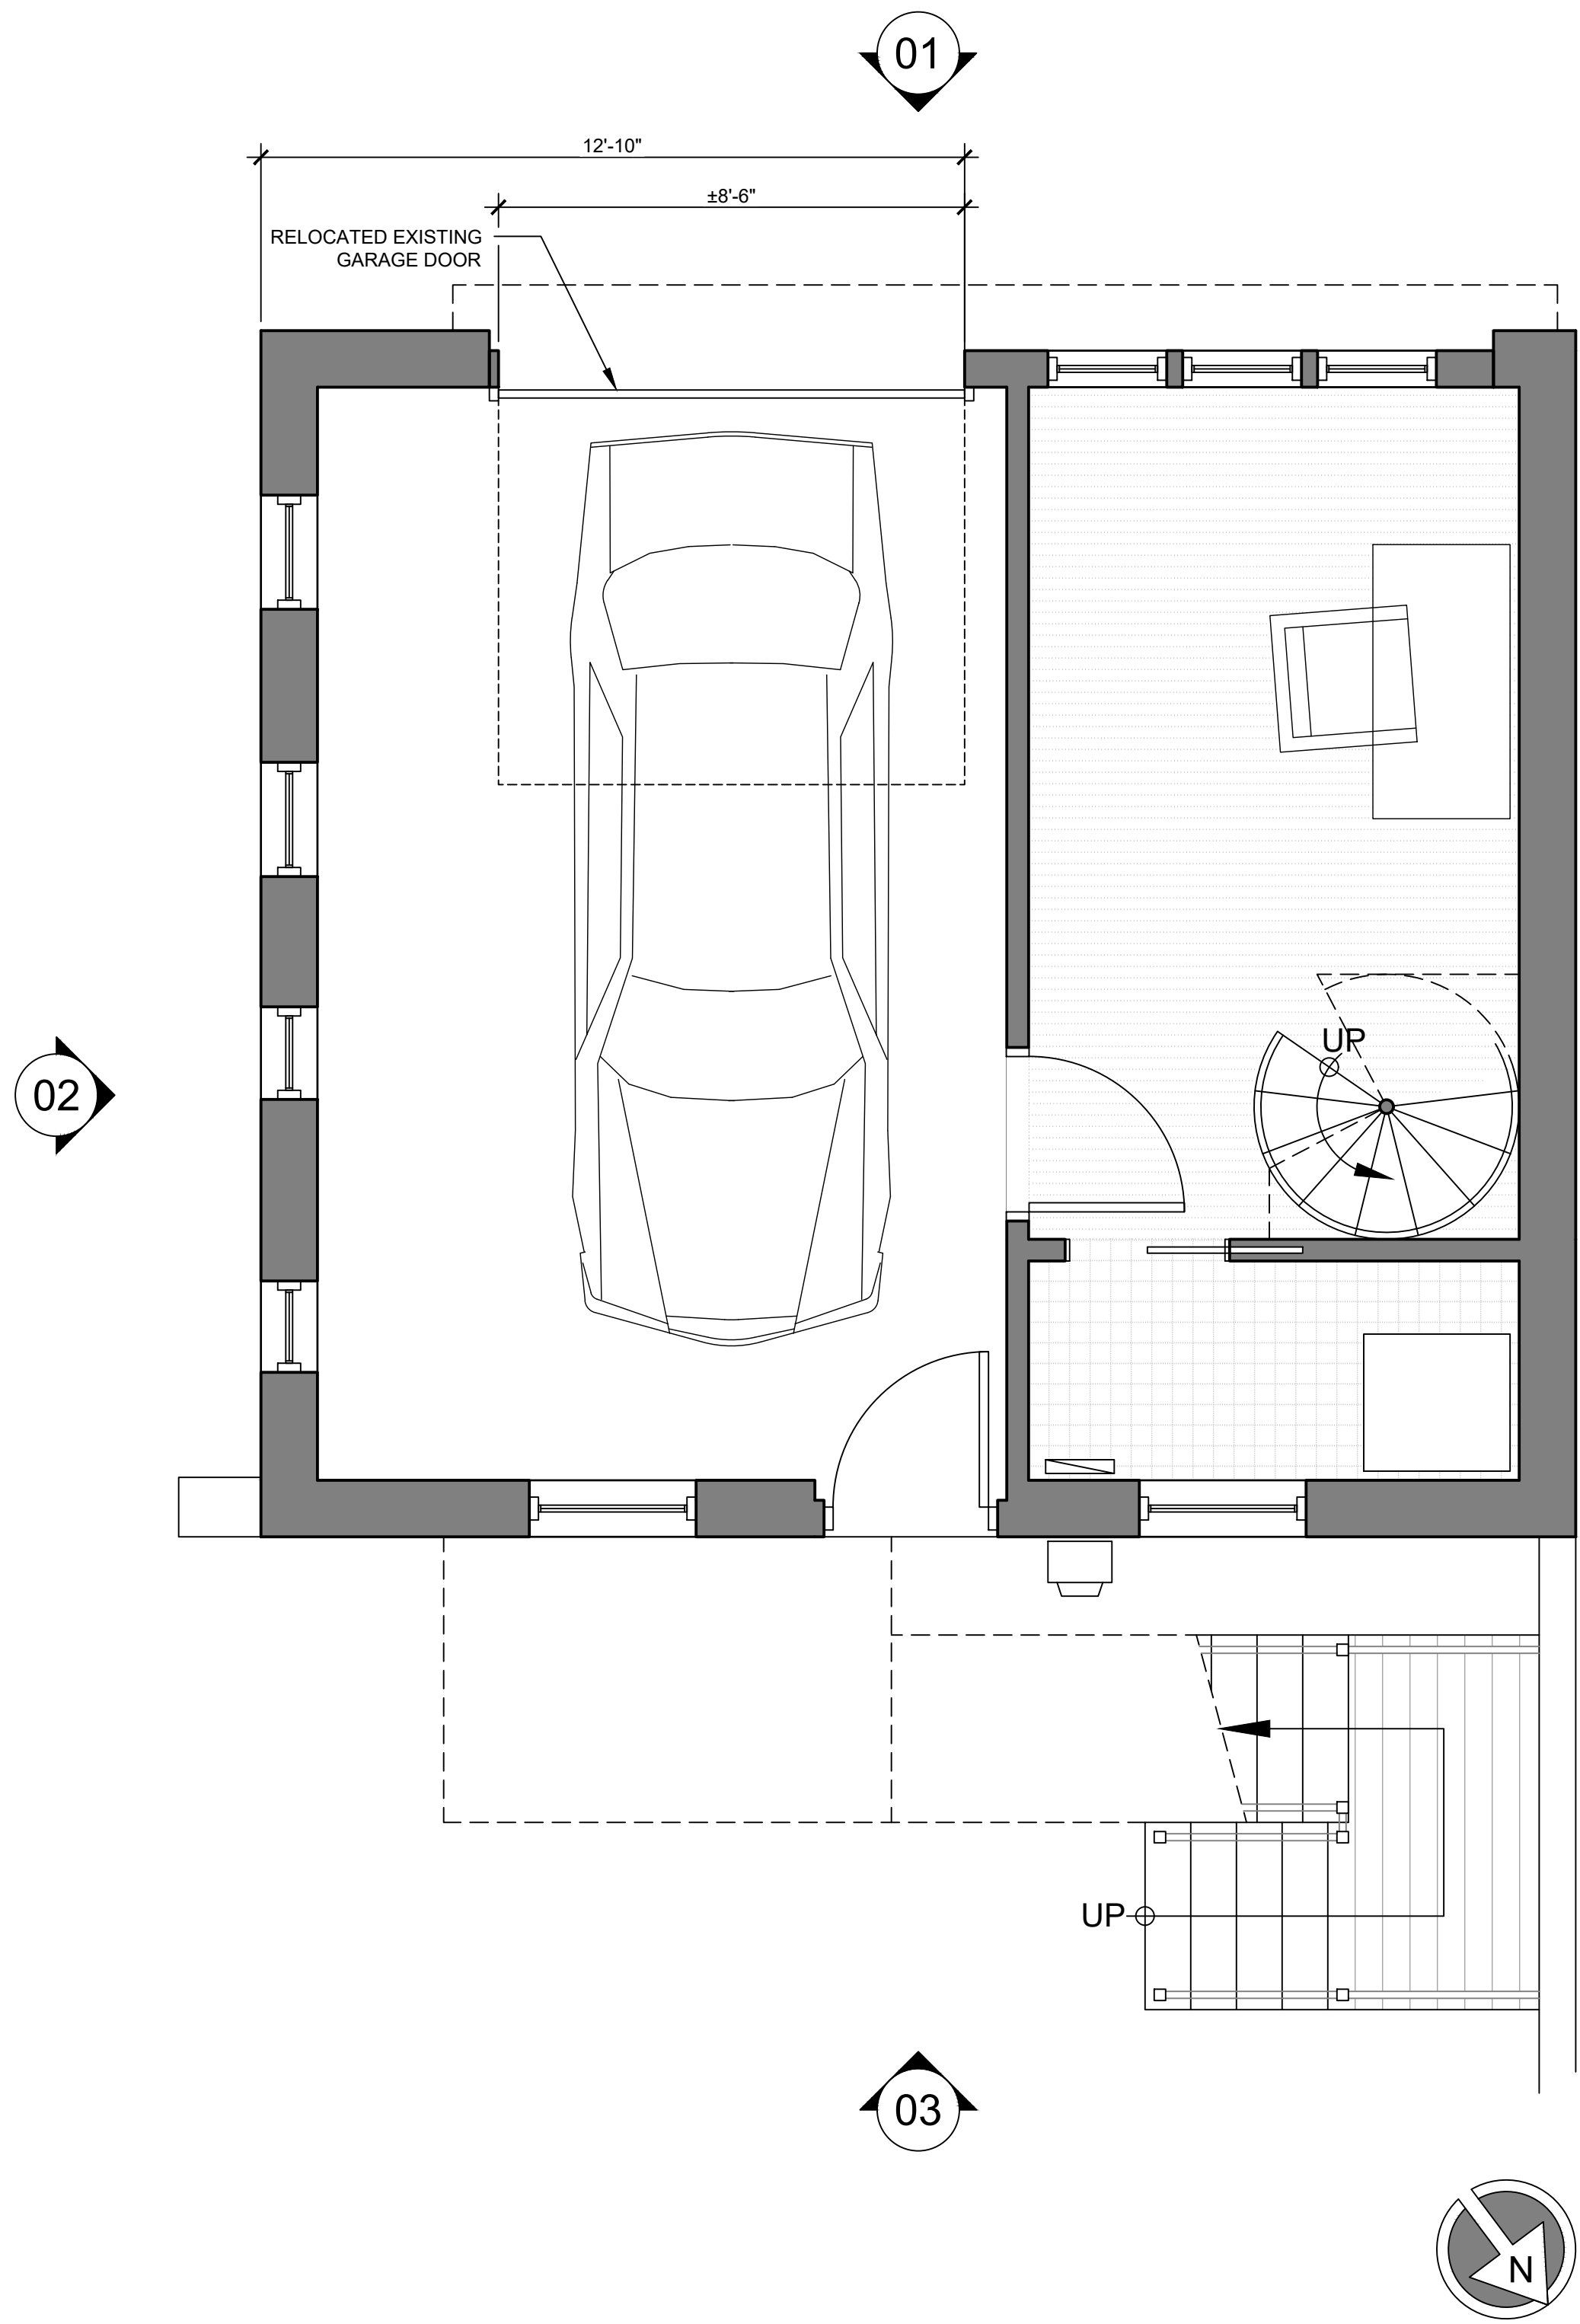 01
12'-10"
±8'-6"
RELOCATED EXISTING
GARAGE DOOR
UP
02
UP
03
N